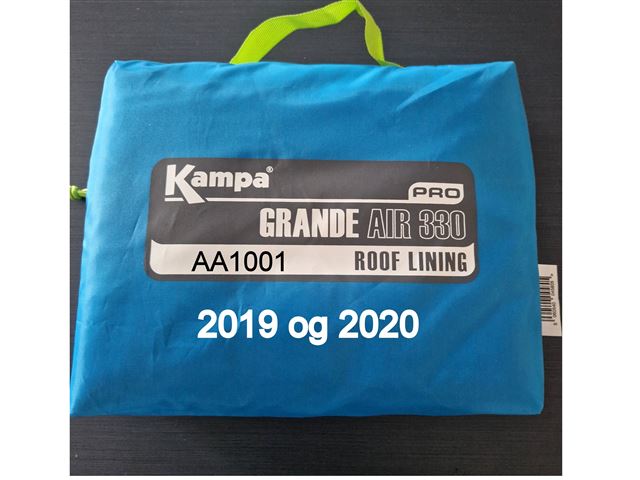 Kampa®
PRO
GRANDE AIR 330
AA1001 ROOF LINING
2019 og 2020